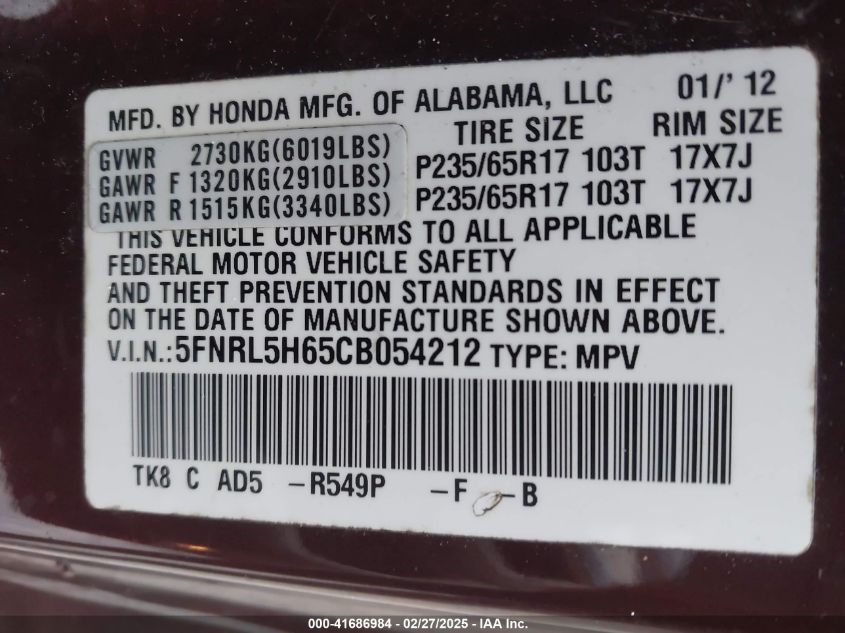 MFD. BY HONDA MFG. OF ALABAMA, LLC 01/'12
TIRE SIZE RIM SIZE
GVWR 2730KG(6019LBS)
GAWR F 1320KG(2910LBS) P235/65R17 103T 17X7J
GAWR R 1515KG(3340LBS) P235/65R17 103T 17X7J
THIS VEHICLE CONFORMS TO ALL APPLICABLE
FEDERAL MOTOR VEHICLE SAFETY
AND THEFT PREVENTION STANDARDS IN EFFECT
ON THE DATE OF MANUFACTURE SHOWN ABOVE.
V.I.N.: 5FNRL5H65CB054212 TYPE: MPV
TK8 C AD5 -R549P -F -B
000-41686984 - 02/27/2025 - IAA Inc.